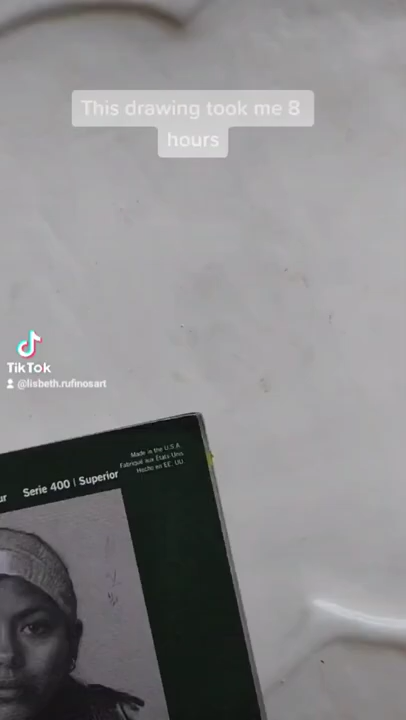 This drawing took me 8
hours
TikTok
@lisbeth.rufinosart
Made in the U.S.A.
Fabriqué aux États Unis
Hecho en EE. UU.
ur Serie 400 | Superior